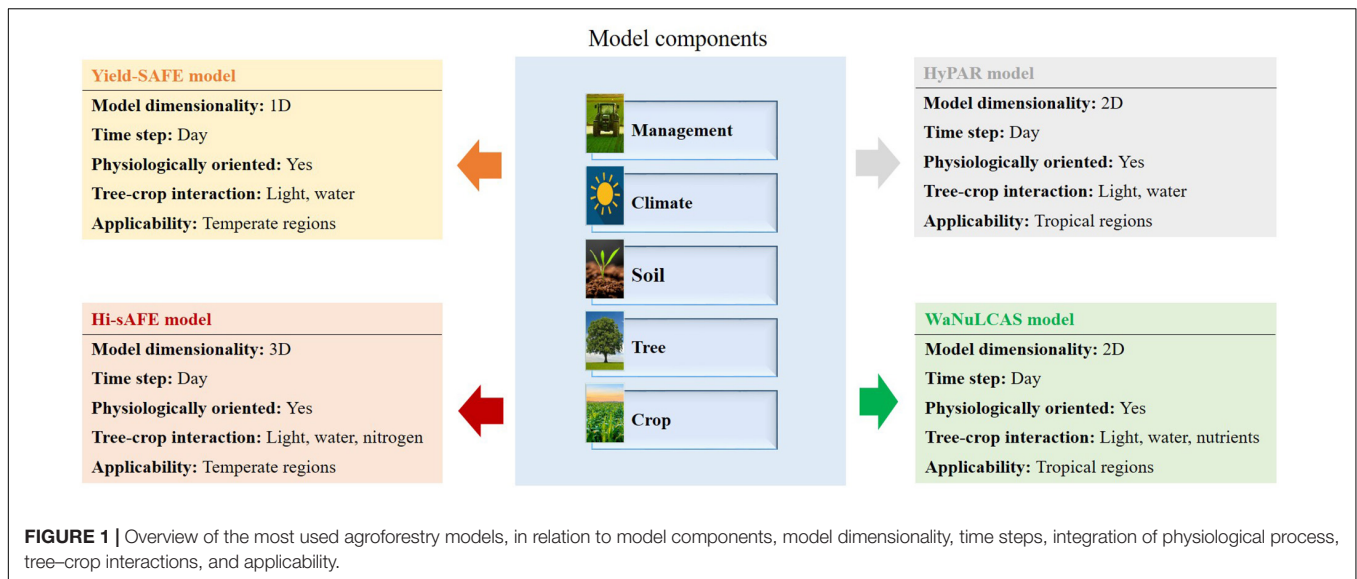 Model components
Yield-SAFE model
Model dimensionality: 1D
Time step: Day
Physiologically oriented: Yes
Tree-crop interaction: Light, water
Applicability: Temperate regions
Hi-sAFE model
Model dimensionality: 3D
Time step: Day
Physiologically oriented: Yes
Tree-crop interaction: Light, water, nitrogen
Applicability: Temperate regions
Management
Climate
Soil
Tree
Crop
HyPAR model
Model dimensionality: 2D
Time step: Day
Physiologically oriented: Yes
Tree-crop interaction: Light, water
Applicability: Tropical regions
WaNuLCAS model
Model dimensionality: 2D
Time step: Day
Physiologically oriented: Yes
Tree-crop interaction: Light, water, nutrients
Applicability: Tropical regions
FIGURE 1 | Overview of the most used agroforestry models, in relation to model components, model dimensionality, time steps, integration of physiological process,
tree–crop interactions, and applicability.